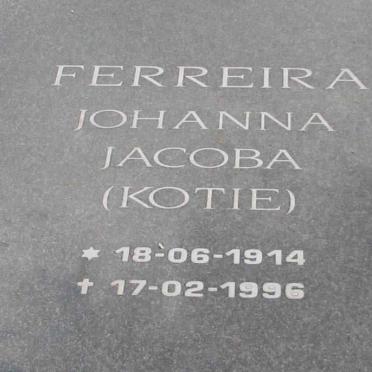 FERREIRA
JOHANNA
JACOBA
(KOTIE)
* 18-06-1914
✝ 17-02-1996